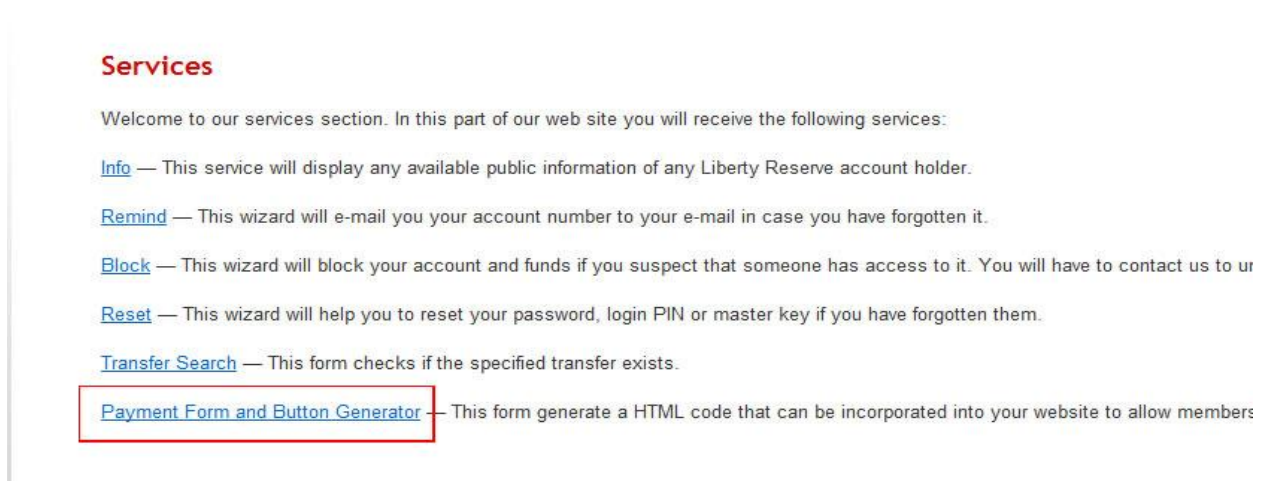 Services
Welcome to our services section. In this part of our web site you will receive the following services:
Info — This service will display any available public information of any Liberty Reserve account holder.
Remind — This wizard will e-mail you your account number to your e-mail in case you have forgotten it.
Block — This wizard will block your account and funds if you suspect that someone has access to it. You will have to contact us to
Reset — This wizard will help you to reset your password, login PIN or master key if you have forgotten them.
Transfer Search — This form checks if the specified transfer exists.
Payment Form and Button Generator — This form generate a HTML code that can be incorporated into your website to allow members